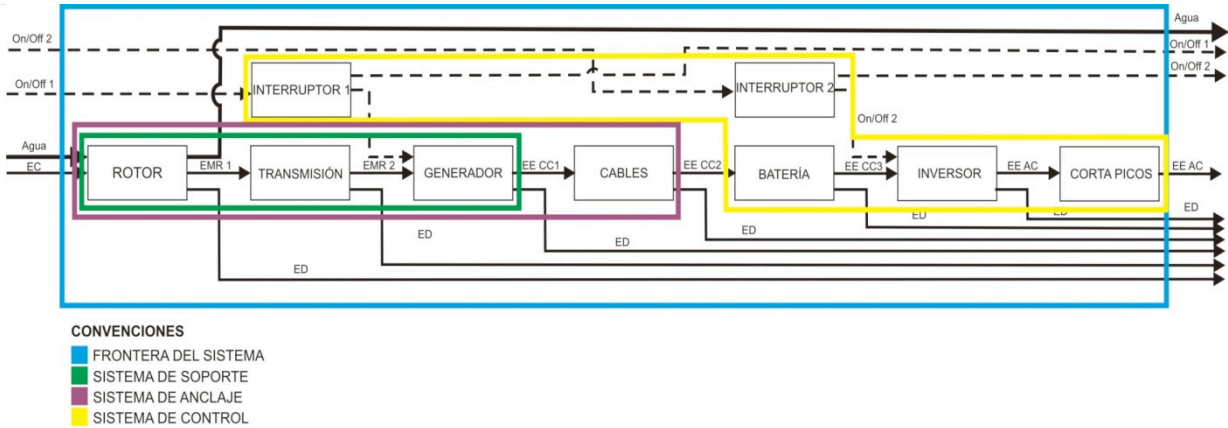 Agua
On/Off 2
On/Off 1
On/Off 2
INTERRUPTOR 1
INTERRUPTOR 2
On/Off 1
On/Off 2
Agua
EC
ROTOR
EMR 1
TRANSMISIÓN
EMR 2
GENERADOR
EE CC1
CABLES
EE CC2
BATERÍA
EE CC3
INVERSOR
EE AC
CORTA PICOS
EE AC
ED
ED
ED
ED
ED
ED
ED
CONVENCIONES
FRONTERA DEL SISTEMA
SISTEMA DE SOPORTE
SISTEMA DE ANCLAJE
SISTEMA DE CONTROL